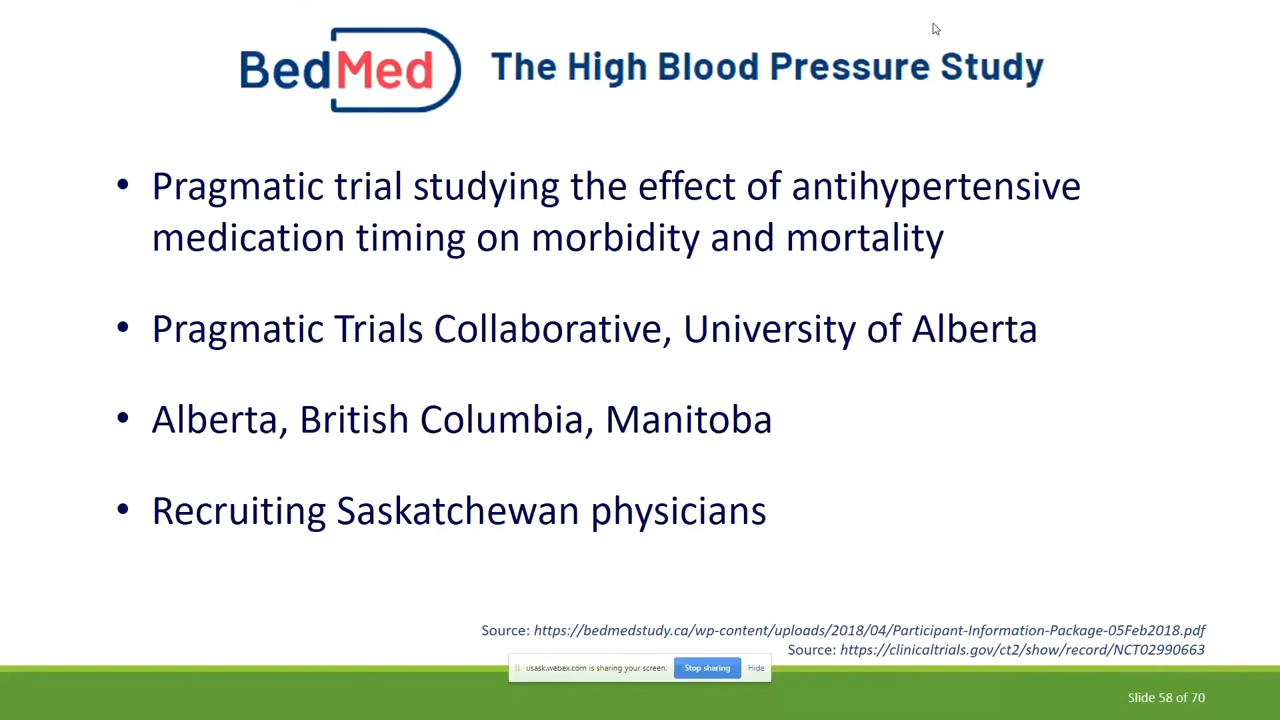 BedMed The High Blood Pressure Study
• Pragmatic trial studying the effect of antihypertensive
medication timing on morbidity and mortality
• Pragmatic Trials Collaborative, University of Alberta
• Alberta, British Columbia, Manitoba
• Recruiting Saskatchewan physicians
Source: https://bedmedstudy.ca/wp-content/uploads/2018/04/Participant-Information-Package-05Feb2018.pdf
Source: https://clinicaltrials.gov/ct2/show/record/NCT02990663
usask.webex.com is sharing your screen. Stop sharing Hide
Slide 58 of 70